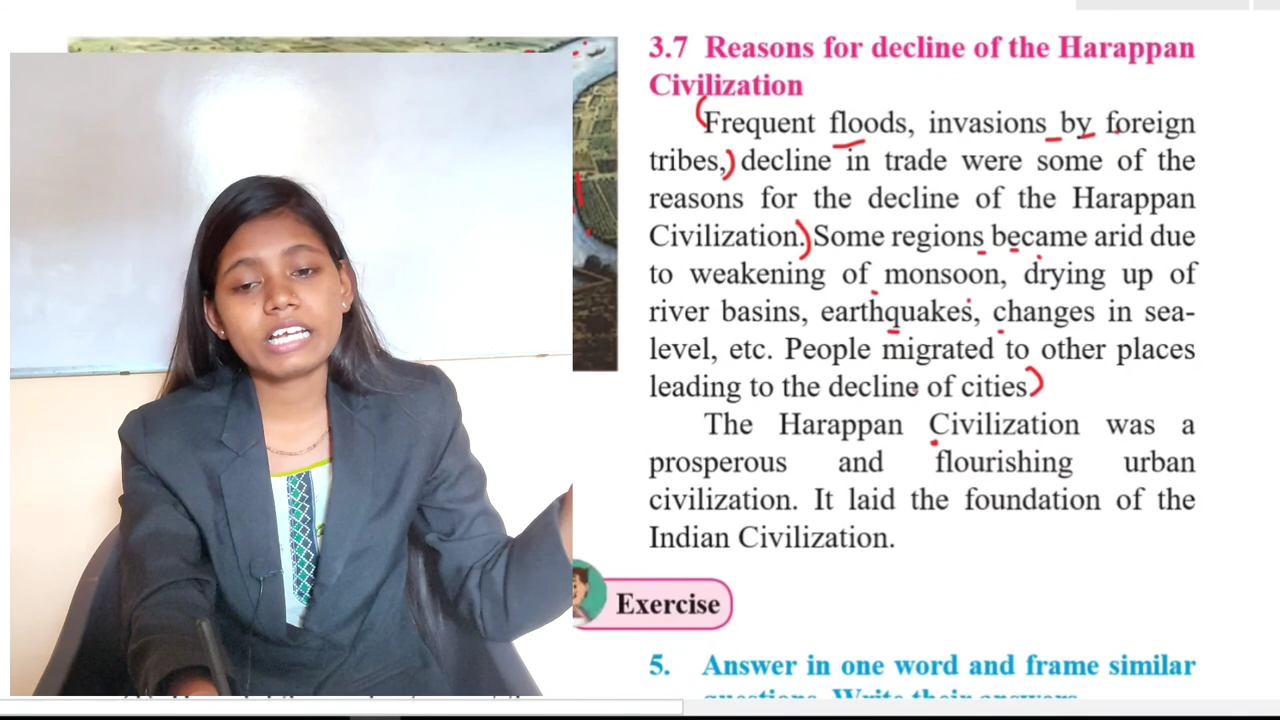 3.7 Reasons for decline of the Harappan
Civilization
Frequent floods, invasions by foreign
tribes, decline in trade were some of the
reasons for the decline of the Harappan
Civilization. Some regions became arid due
to weakening of monsoon, drying up of
river basins, earthquakes, changes in sea-
level, etc. People migrated to other places
leading to the decline of cities.
The Harappan Civilization was a
prosperous and flourishing urban
civilization. It laid the foundation of the
Indian Civilization.
Exercise
5. Answer in one word and frame similar
questions. Write their answers.